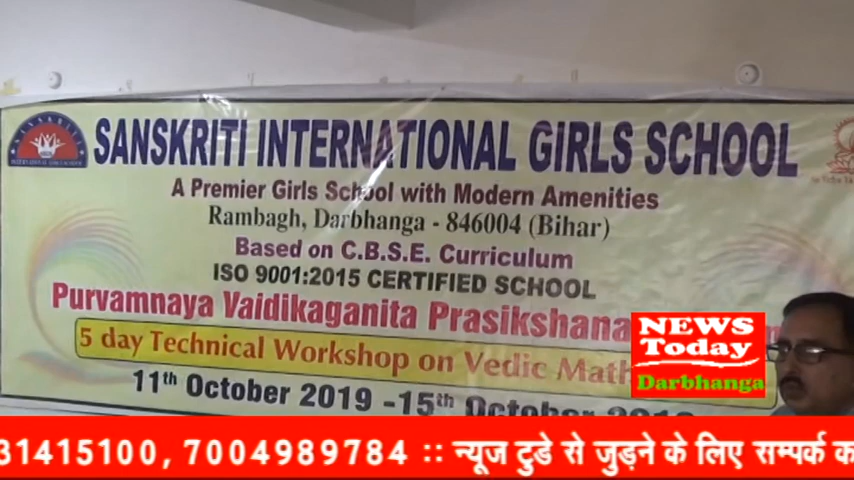 SANSKRITI INTERNATIONAL GIRLS SCHOOL
A Premier Girls School with Modern Amenities
Rambagh, Darbhanga - 846004 (Bihar)
Based on C.B.S.E. Curriculum
ISO 9001:2015 CERTIFIED SCHOOL
Purvamnaya Vaidikaganita Prasikshana
5 day Technical Workshop on Vedic Math
11th October 2019 - 15th October 2019
NEWS
Today
Darbhanga
31415100, 7004989784 :: न्यूज टुडे से जुड़ने के लिए सम्पर्क क